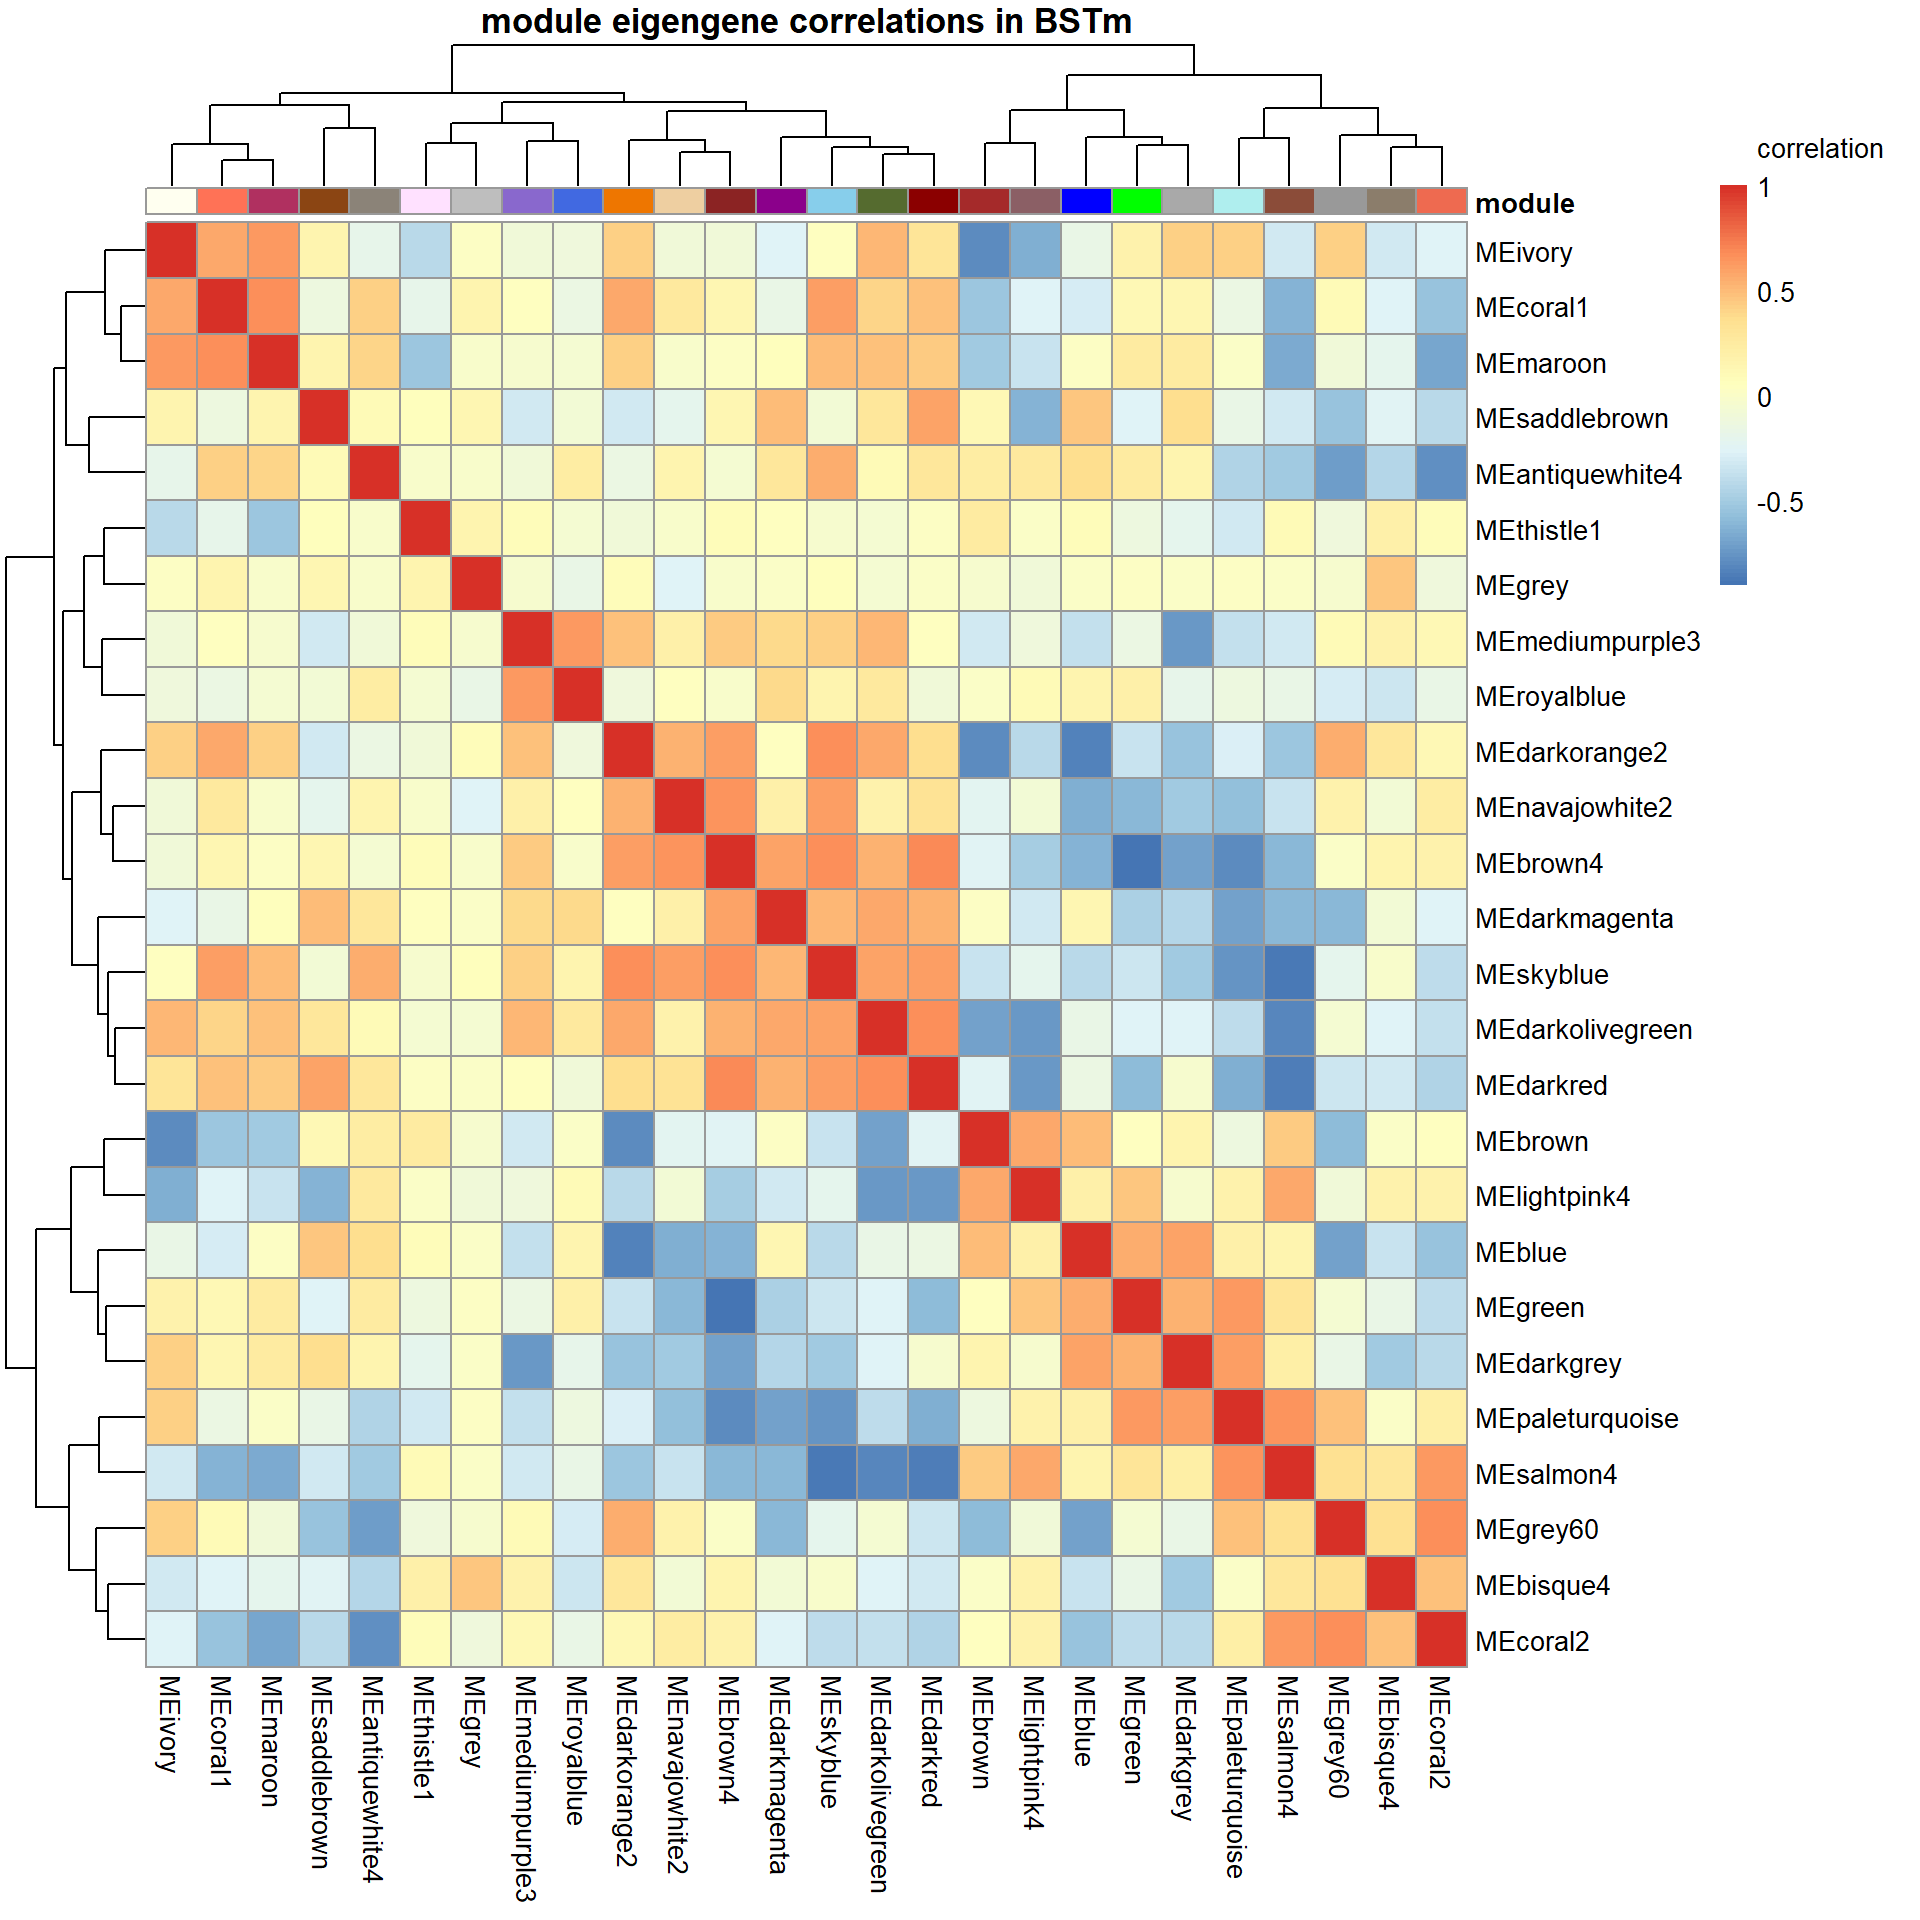 module eigengene correlations in BSTm
correlation
1
0.5
0
-0.5
module
MEivory
MEcoral1
MEmaroon
MEsaddlebrown
MEantiquewhite4
MEthistle1
MEgrey
MEmediumpurple3
MEroyalblue
MEdarkorange2
MEnavajowhite2
MEbrown4
MEdarkmagenta
MEskyblue
MEdarkolivegreen
MEdarkred
MEbrown
MElightpink4
MEblue
MEgreen
MEdarkgrey
MEpaleturquoise
MEsalmon4
MEgrey60
MEbisque4
MEcoral2
MEivory
MEcoral1
MEmaroon
MEsaddlebrown
MEantiquewhite4
MEthistle1
MEgrey
MEmediumpurple3
MEroyalblue
MEdarkorange2
MEnavajowhite2
MEbrown4
MEdarkmagenta
MEskyblue
MEdarkolivegreen
MEdarkred
MEbrown
MElightpink4
MEblue
MEgreen
MEdarkgrey
MEpaleturquoise
MEsalmon4
MEgrey60
MEbisque4
MEcoral2